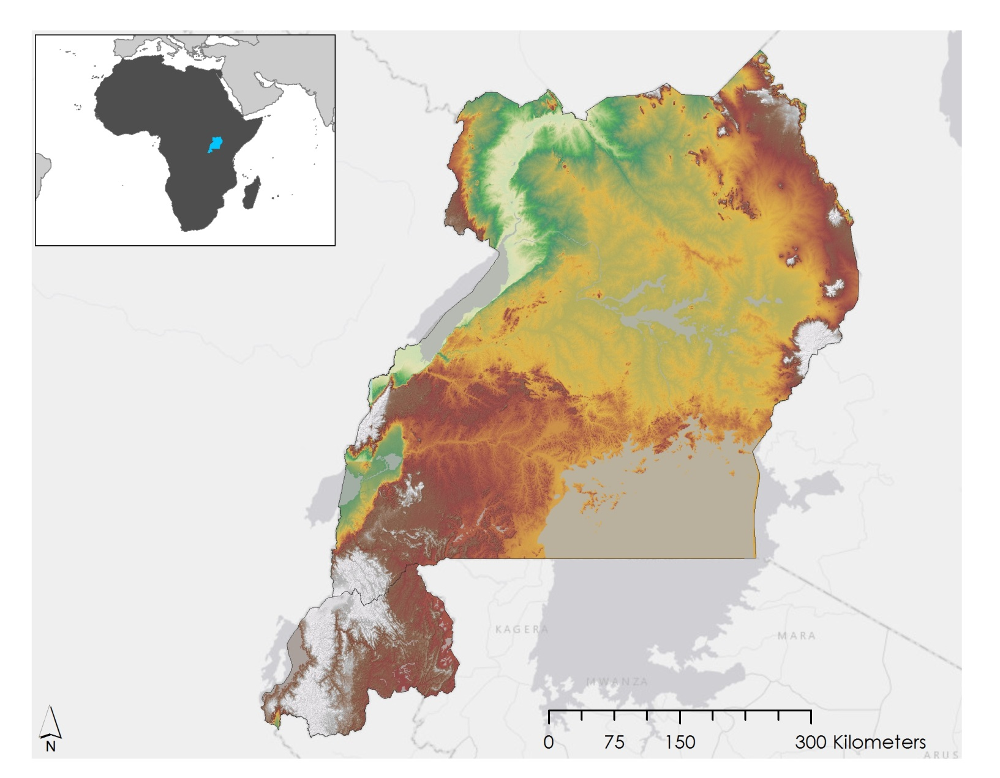 KAGERA
MARA
MWANZA
N
0 75 150 300 Kilometers
ARUS